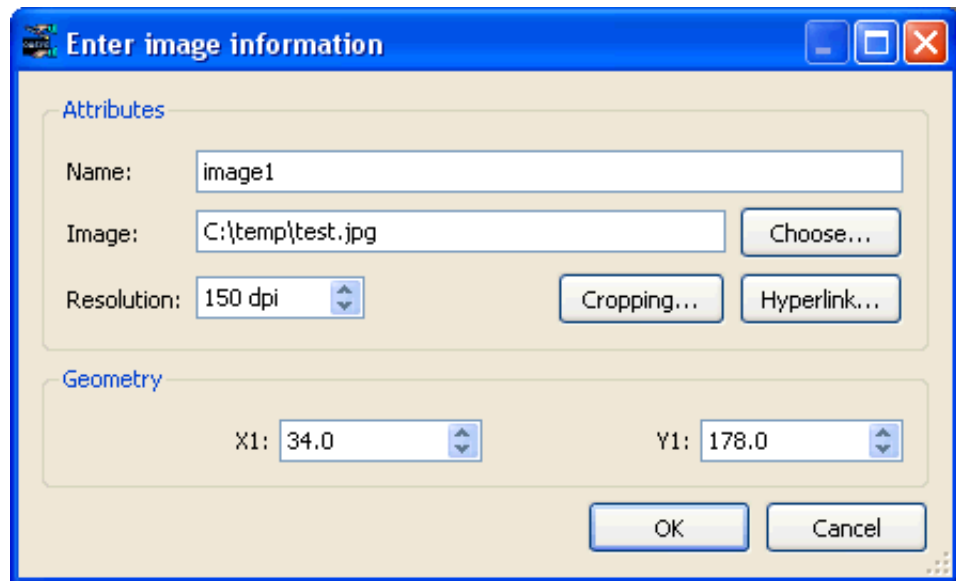 Enter image information
Attributes
Name: image1
Image: C:\temp\test.jpg Choose...
Resolution: 150 dpi Cropping... Hyperlink...
Geometry
X1: 34.0 Y1: 178.0
OK Cancel